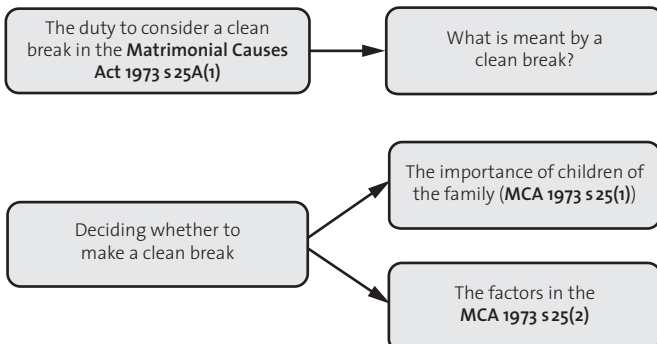 The duty to consider a clean
break in the Matrimonial Causes
Act 1973 s 25A(1)
What is meant by a
clean break?
Deciding whether to
make a clean break
The importance of children of
the family (MCA 1973 s 25(1))
The factors in the
MCA 1973 s 25(2)